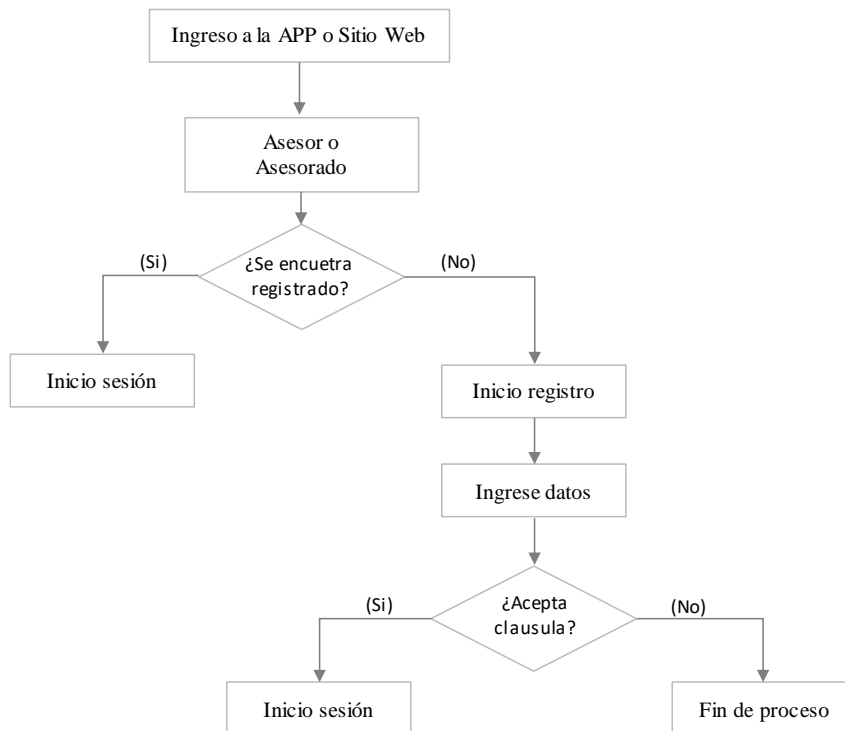 Ingreso a la APP o Sitio Web
Asesor o
Asesorado
(Si)
¿Se encuetra
registrado?
(No)
Inicio sesión
Inicio registro
Ingrese datos
(Si)
¿Acepta
clausula?
(No)
Inicio sesión
Fin de proceso